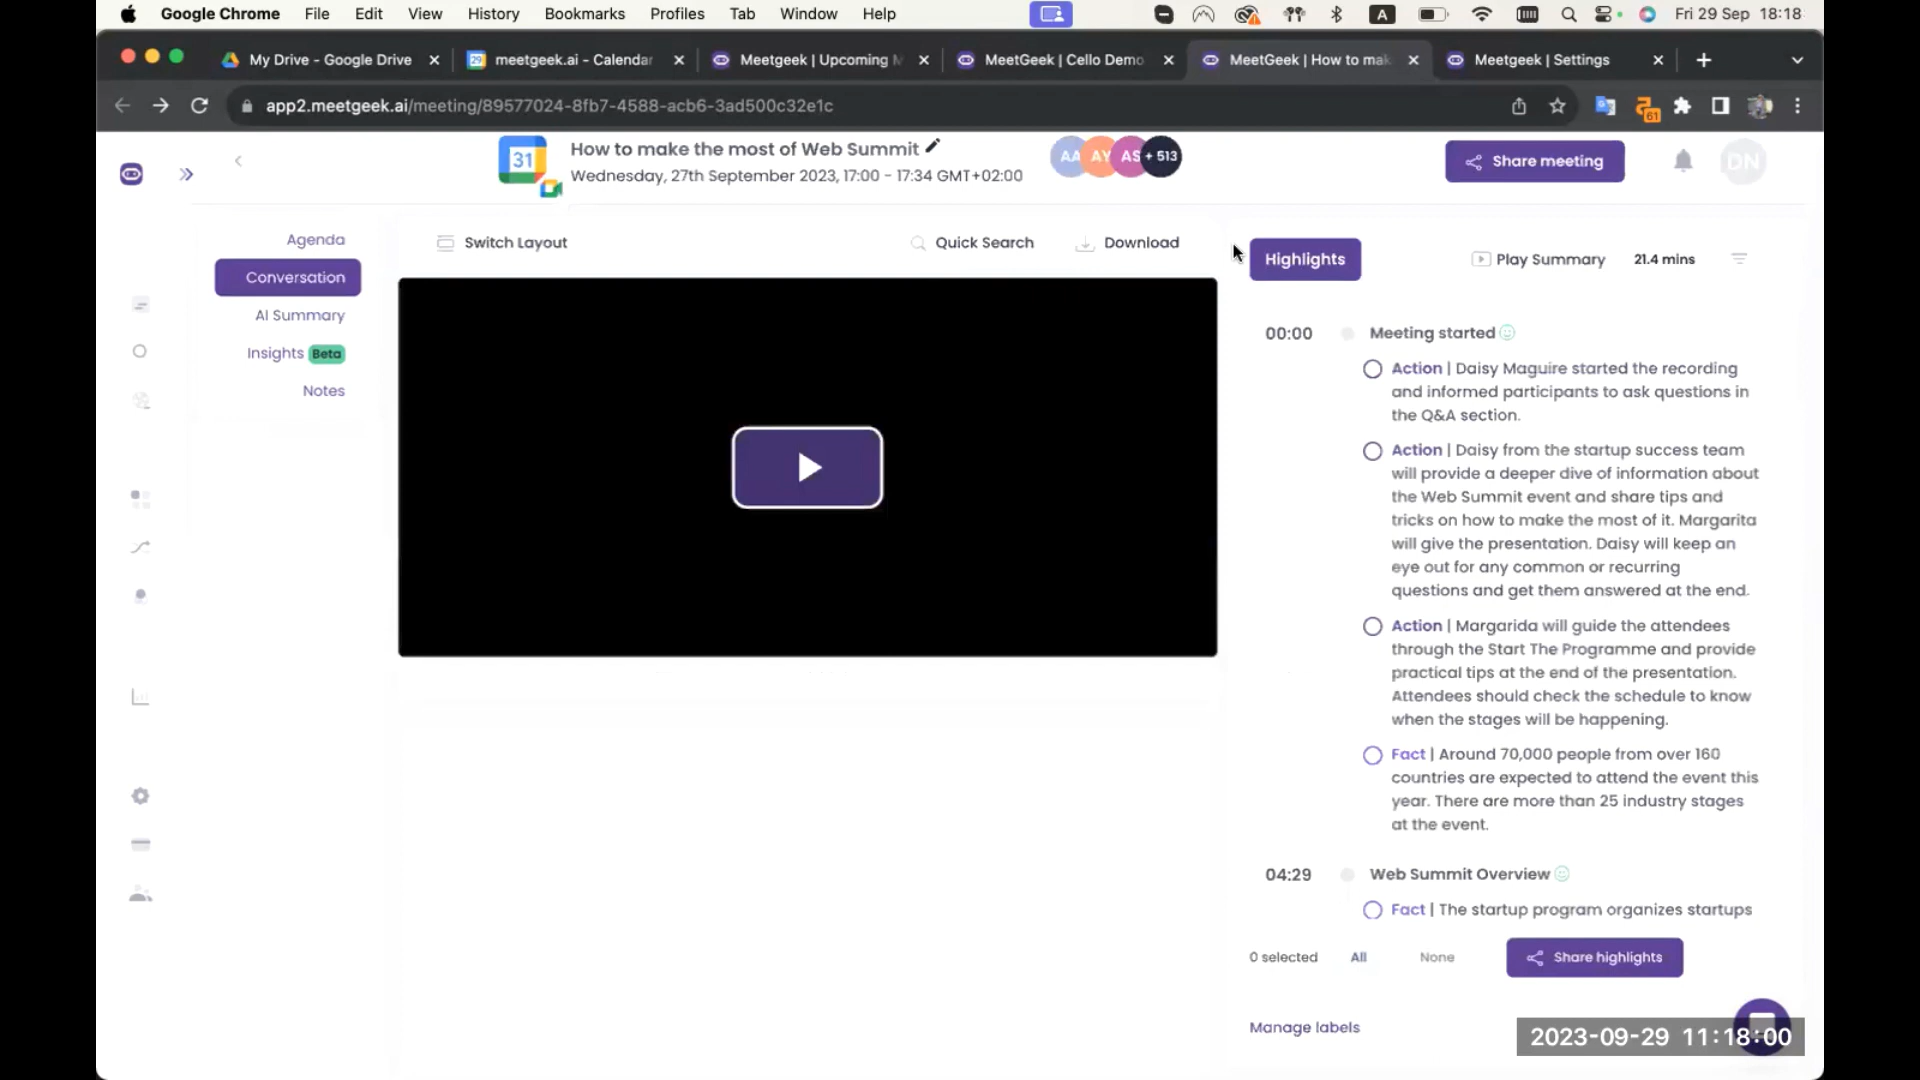 Google Chrome File Edit View History Bookmarks Profiles Tab Window Help A Fri 29 Sep 18:18
My Drive - Google Drive 29 meetgeek.ai - Calendar Meetgeek | Upcoming M MeetGeek | Cello Demo MeetGeek | How to mak Meetgeek | Settings
app2.meetgeek.ai/meeting/89577024-8fb7-4588-acb6-3ad500c32e1c 61
31 How to make the most of Web Summit AA AY AS + 513 Share meeting DN
Wednesday, 27th September 2023, 17:00 - 17:34 GMT+02:00
Agenda
Conversation
AI Summary
Insights Beta
Notes
Switch Layout Quick Search Download
Highlights Play Summary 21.4 mins
00:00 Meeting started
Action | Daisy Maguire started the recording
and informed participants to ask questions in
the Q&A section.
Action | Daisy from the startup success team
will provide a deeper dive of information about
the Web Summit event and share tips and
tricks on how to make the most of it. Margarita
will give the presentation. Daisy will keep an
eye out for any common or recurring
questions and get them answered at the end.
Action | Margarida will guide the attendees
through the Start The Programme and provide
practical tips at the end of the presentation.
Attendees should check the schedule to know
when the stages will be happening.
Fact | Around 70,000 people from over 160
countries are expected to attend the event this
year. There are more than 25 industry stages
at the event.
04:29 Web Summit Overview
Fact | The startup program organizes startups
0 selected All None Share highlights
Manage labels
2023-09-29 11:18:00